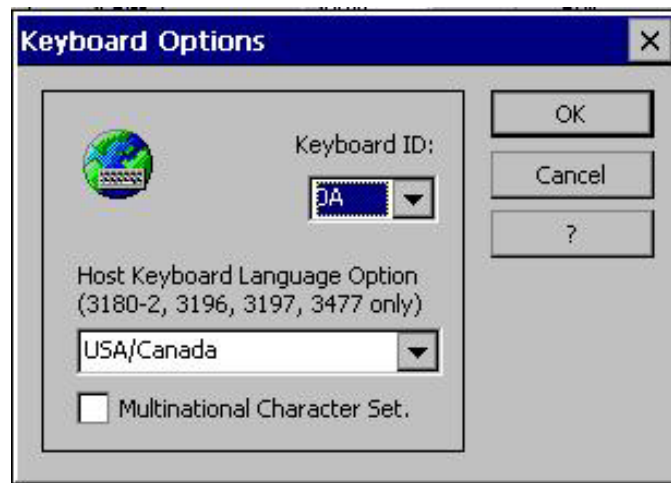 Keyboard Options
OK
Keyboard ID:
Cancel
?
Host Keyboard Language Option
(3180-2, 3196, 3197, 3477 only)
USA/Canada
Multinational Character Set.